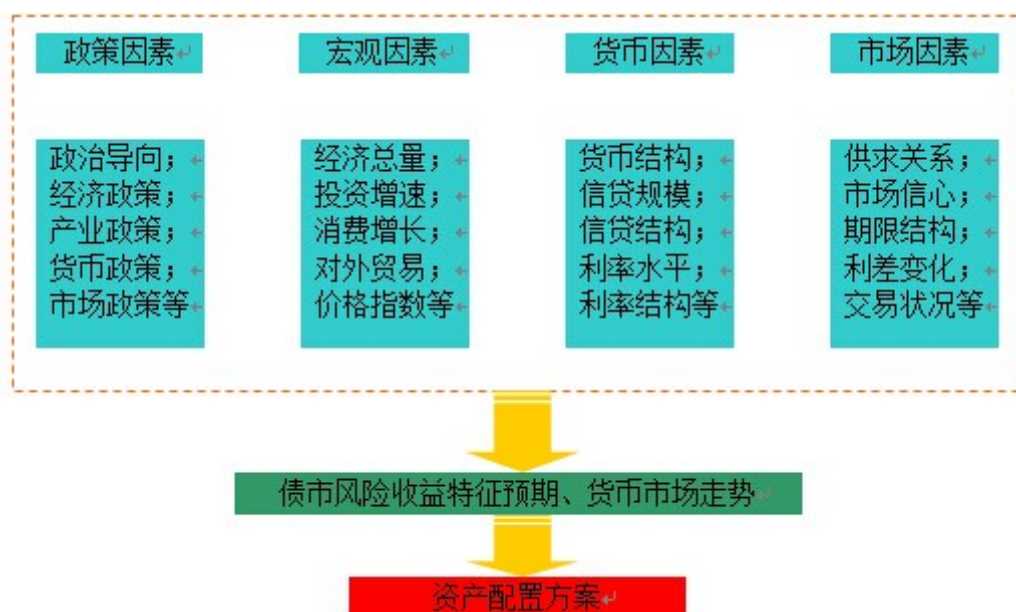 政策因素
宏观因素
货币因素
市场因素
政治导向；
经济政策；
产业政策；
货币政策；
市场政策等
经济总量；
投资增速；
消费增长；
对外贸易；
价格指数等
货币结构；
信贷规模；
信贷结构；
利率水平；
利率结构等
供求关系；
市场信心；
期限结构；
利差变化；
交易状况等
债市风险收益特征预期、货币市场走势
资产配置方案